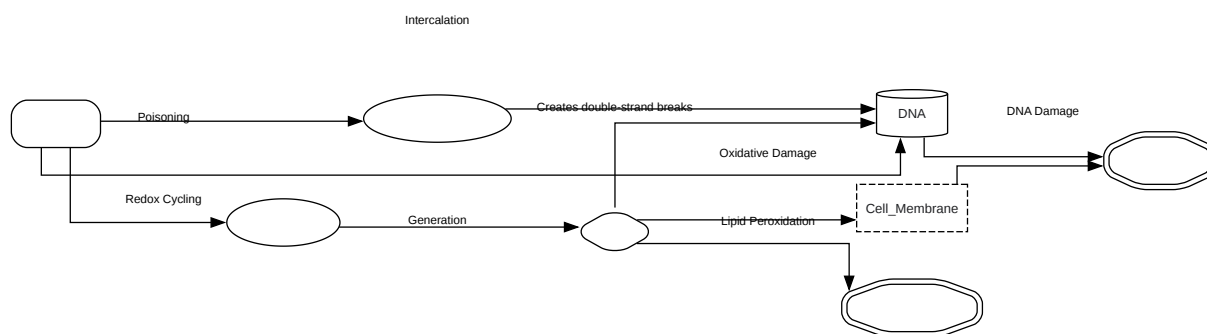 Intercalation
Poisoning
Creates double-strand breaks
DNA
DNA Damage
Oxidative Damage
Redox Cycling
Generation
Lipid Peroxidation
Cell_Membrane